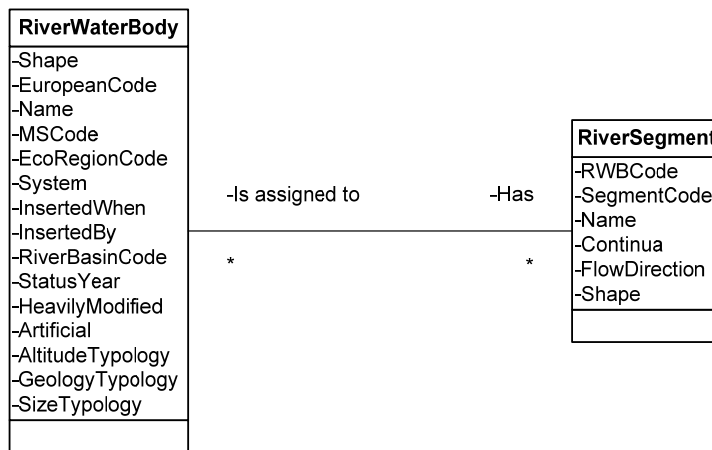 RiverWaterBody
-Shape
-EuropeanCode
-Name
-MSCode
-EcoRegionCode
-System
-InsertedWhen
-InsertedBy
-RiverBasinCode
-StatusYear
-HeavilyModified
-Artificial
-AltitudeTypology
-GeologyTypology
-SizeTypology
-Is assigned to
-Has
*
*
RiverSegment
-RWBCode
-SegmentCode
-Name
-Continua
-FlowDirection
-Shape